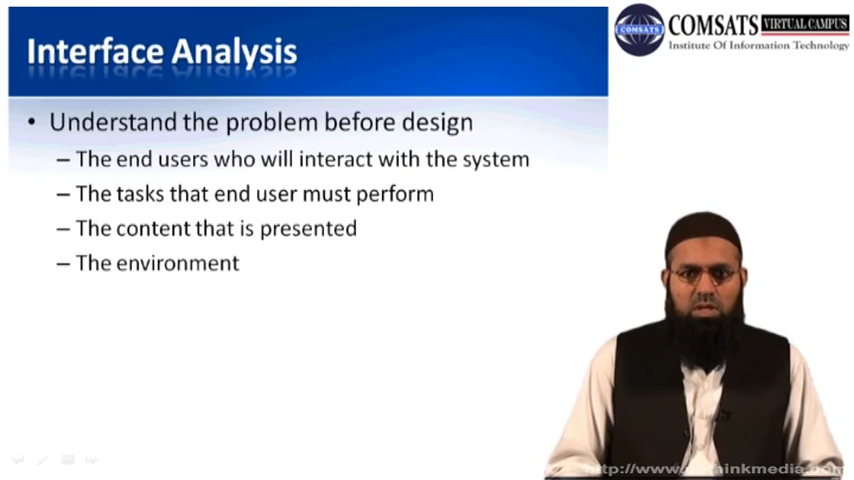 Interface Analysis
COMSATS VIRTUAL CAMPUS
Institute Of Information Technology
COMSATS
• Understand the problem before design
– The end users who will interact with the system
– The tasks that end user must perform
– The content that is presented
– The environment
http://www.